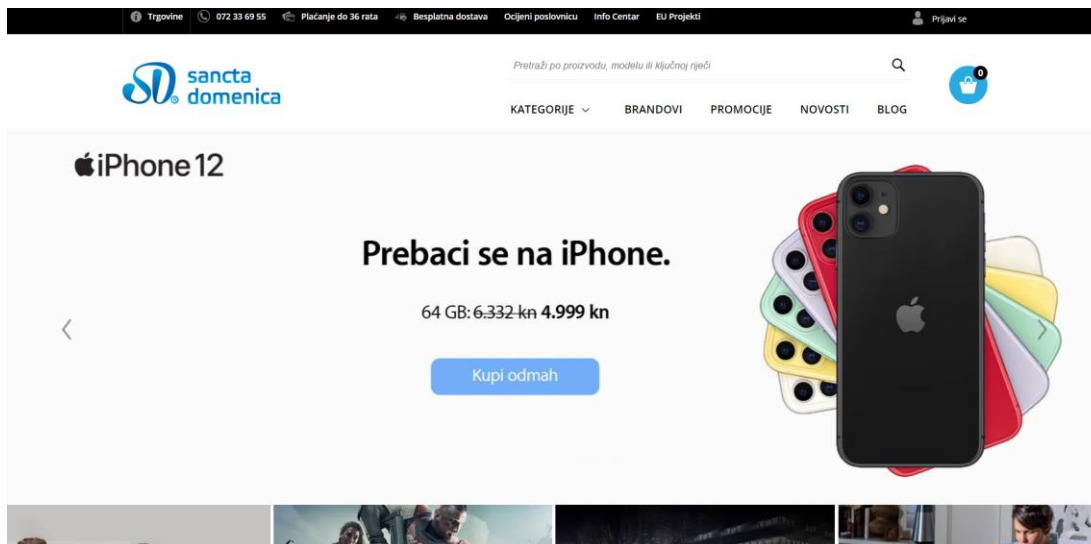 Trgovine 072 33 69 55 Plaćanje do 36 rata Besplatna dostava Ocijeni poslovnicu Info Centar EU Projekti Prijavi se
sancta
domenica
Pretraži po proizvodu, modelu ili ključnoj riječi
0
KATEGORIJE BRANDOVI PROMOCIJE NOVOSTI BLOG
iPhone 12
Prebaci se na iPhone.
64 GB: 6.332 kn 4.999 kn
Kupi odmah